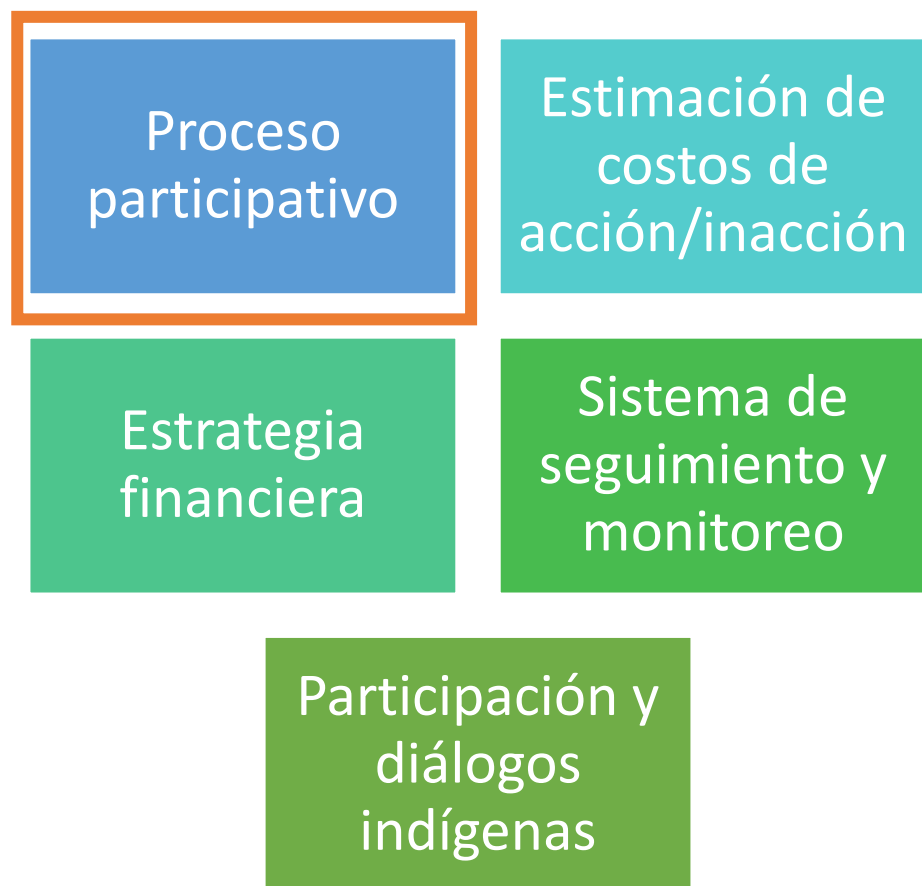 Proceso
participativo
Estimación de
costos de
acción/inacción
Estrategia
financiera
Sistema de
seguimiento y
monitoreo
Participación y
diálogos
indígenas